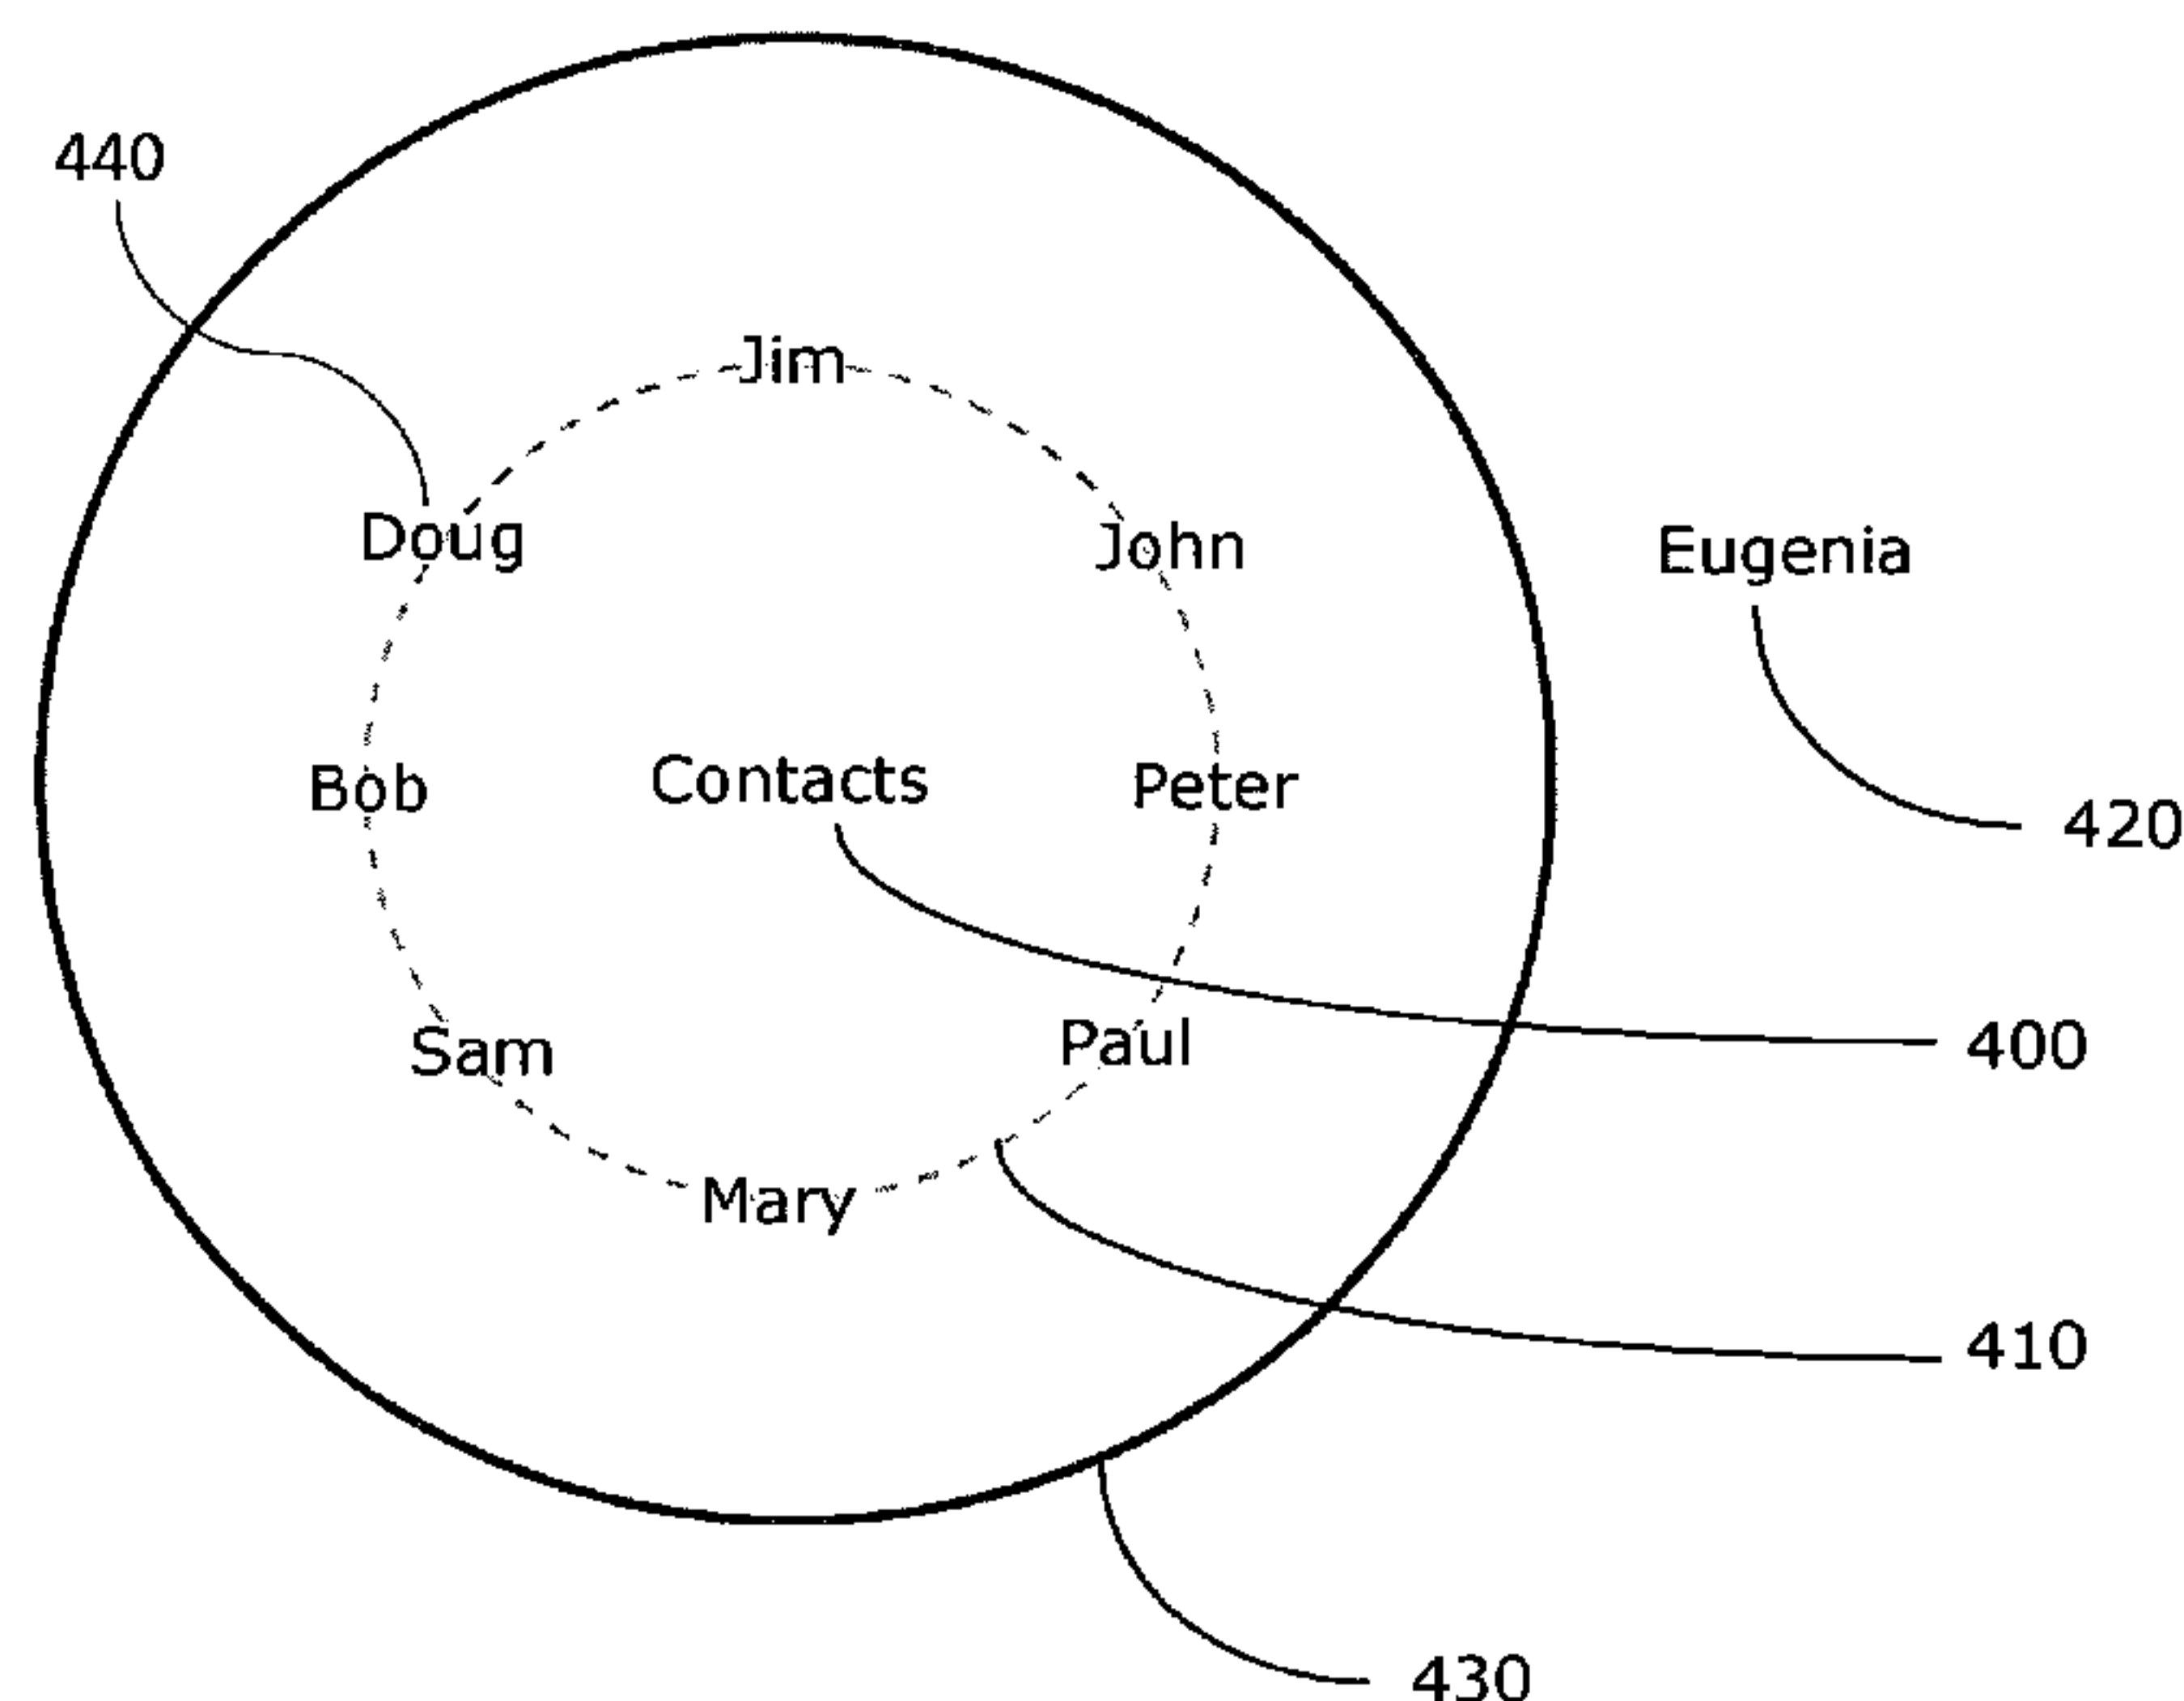 440
Jim
Doug
John
Eugenia
Bob
Contacts
Peter
420
Sam
Paul
400
Mary
410
430